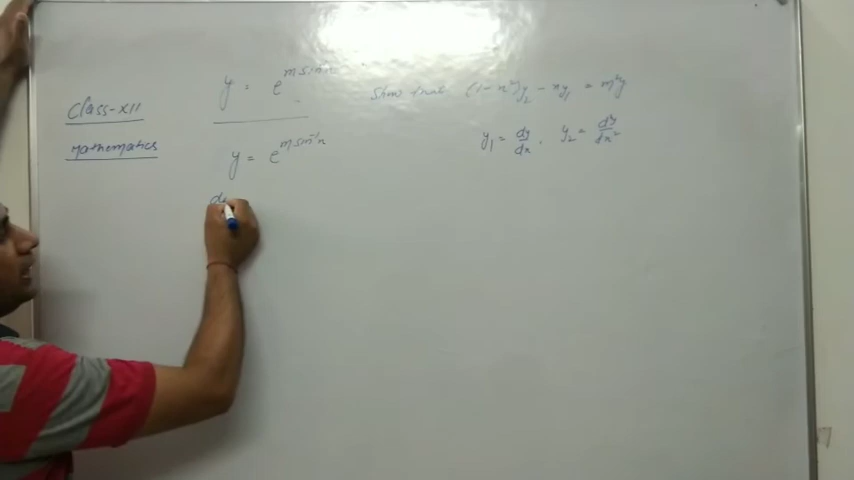 Class-XII
Mathematics
y = e^{m sin⁻¹x} Show that (1-x²)y₂ - xy₁ = m²y
y₁ = dy/dx, y₂ = d²y/dx²
y = e^{m sin⁻¹x}
dy